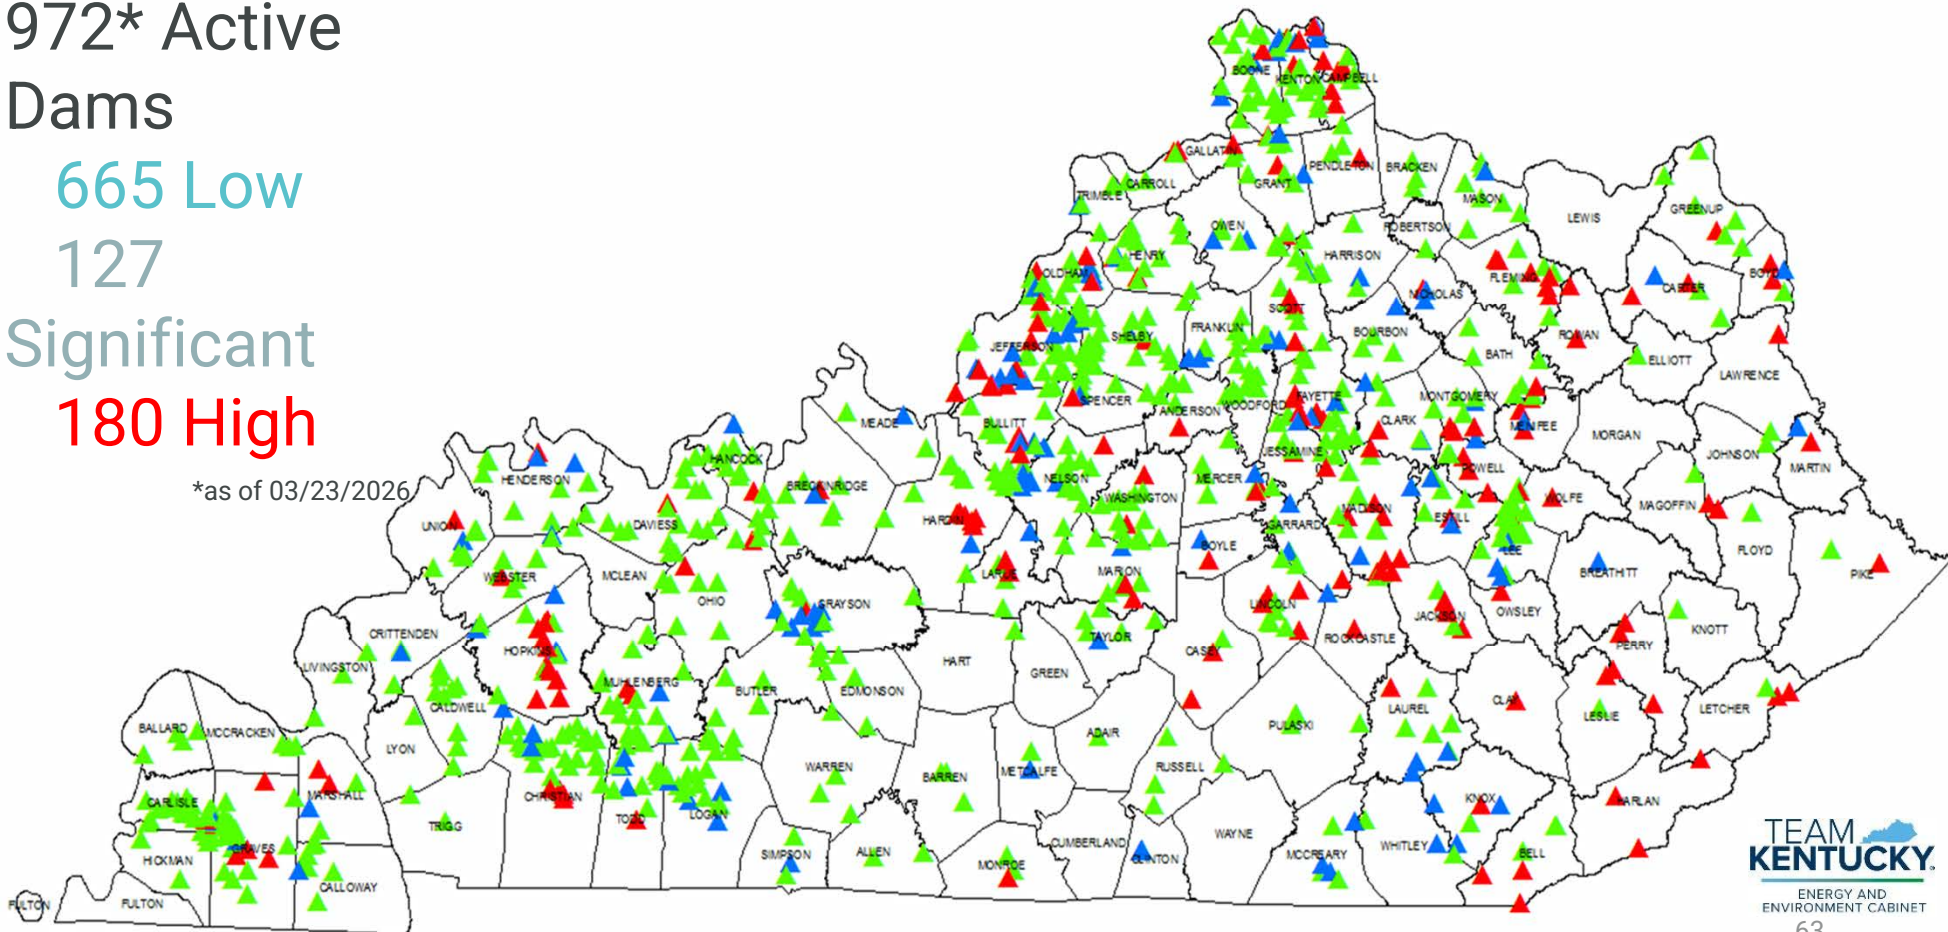 972* Active
Dams
665 Low
127
Significant
180 High
*as of 03/23/2026
BOONE
KENTON
CAMPBELL
GALLATIN
PENDLETON
BRACKEN
GRANT
CARROLL
TRIMBLE
MASON
LEWIS
GREENUP
OWEN
ROBERTSON
HARRISON
HENRY
OLDHAM
FLEMING
CARTER
BOYD
NICHOLAS
SCOTT
SHELBY
FRANKLIN
BOURBON
ROWAN
JEFFERSON
BATH
ELLIOTT
LAWRENCE
SPENCER
ANDERSON
WOODFORD
FAYETTE
MONTGOMERY
CLARK
MENIFEE
MORGAN
MEADE
BULLITT
JESSAMINE
JOHNSON
MARTIN
HANCOCK
HENDERSON
BRECKINRIDGE
NELSON
MERCER
POWELL
WASHINGTON
WOLFE
MAGOFFIN
UNION
DAVIESS
HARDIN
GARRARD
MADISON
ESTILL
BOYLE
LEE
FLOYD
WEBSTER
MCLEAN
LARUE
MARION
BREATHITT
PIKE
OHIO
GRAYSON
LINCOLN
JACKSON
OWSLEY
CRITTENDEN
TAYLOR
ROCKCASTLE
KNOTT
HOPKINS
CASEY
PERRY
LIVINGSTON
HART
GREEN
MUHLENBERG
BUTLER
EDMONSON
CALDWELL
LAUREL
CLAY
LESLIE
LETCHER
BALLARD
MCCRACKEN
PULASKI
ADAIR
LYON
WARREN
BARREN
METCALFE
RUSSELL
CARLISLE
MARSHALL
CHRISTIAN
KNOX
HARLAN
TRIGG
TODD
LOGAN
WAYNE
CUMBERLAND
GRAVES
HICKMAN
SIMPSON
ALLEN
MONROE
CLINTON
MCCREARY
WHITLEY
BELL
CALLOWAY
FULTON
FULTON
TEAM
KENTUCKY.
ENERGY AND
ENVIRONMENT CABINET
63